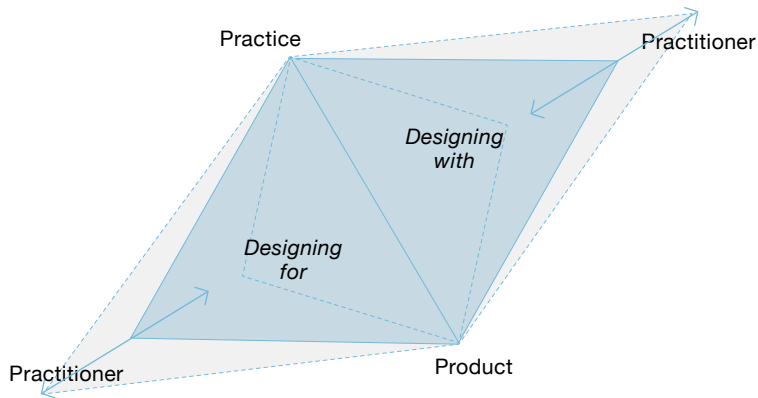 Practice
Practitioner
Designing
with
Designing
for
Practitioner
Product